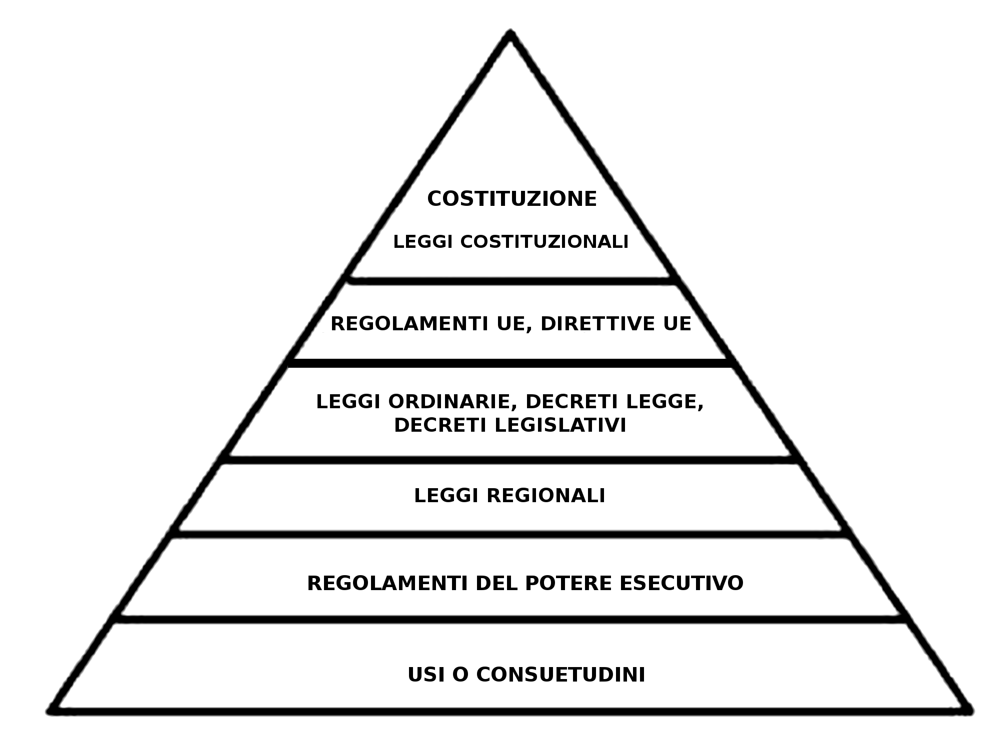 COSTITUZIONE
LEGGI COSTITUZIONALI
REGOLAMENTI UE, DIRETTIVE UE
LEGGI ORDINARIE, DECRETI LEGGE,
DECRETI LEGISLATIVI
LEGGI REGIONALI
REGOLAMENTI DEL POTERE ESECUTIVO
USI O CONSUETUDINI